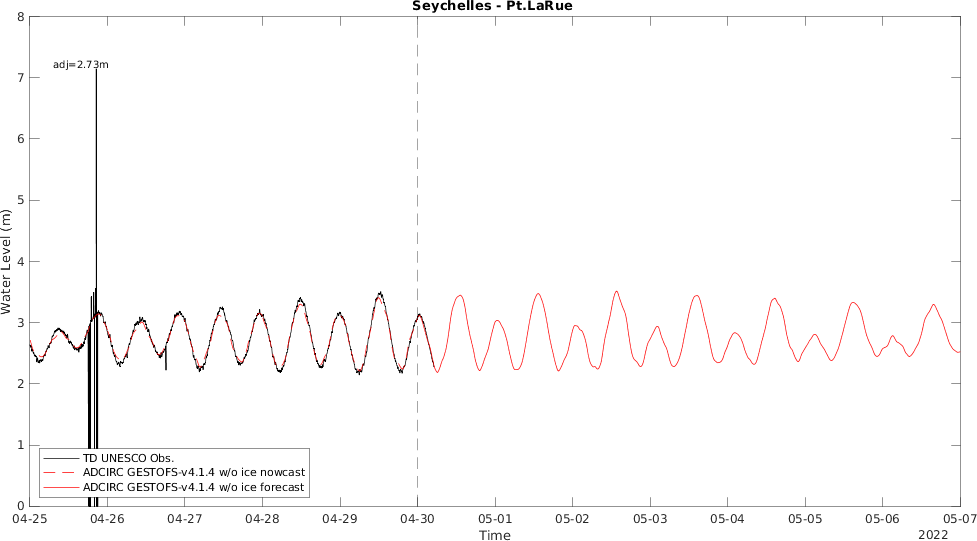 Seychelles - Pt.LaRue
8
7
6
5
4
3
2
1
0
Water Level (m)
adj=2.73m
TD UNESCO Obs.
ADCIRC GESTOFS-v4.1.4 w/o ice nowcast
ADCIRC GESTOFS-v4.1.4 w/o ice forecast
04-25 04-26 04-27 04-28 04-29 04-30 05-01 05-02 05-03 05-04 05-05 05-06 05-07
Time
2022